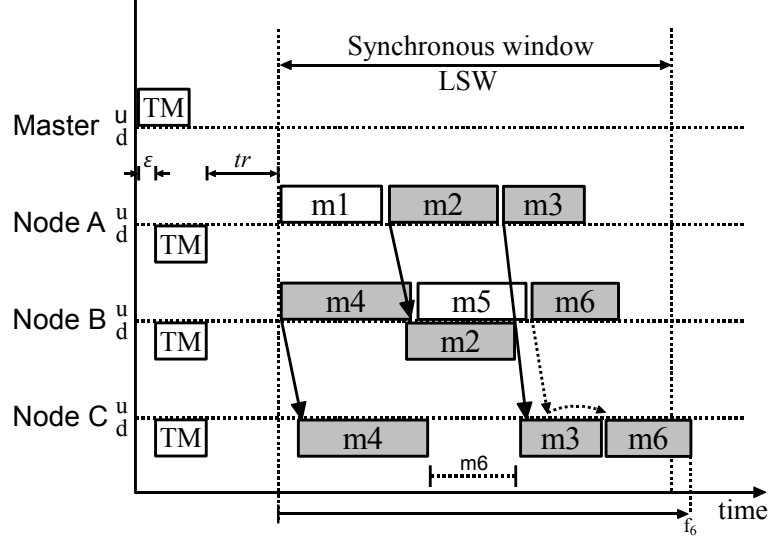 Synchronous window
LSW
Master u
d
TM
ε
tr
Node A u
d
m1 m2 m3
TM
Node B u
d
m4 m5 m6
TM
m2
Node C u
d
TM
m4 m3 m6
m6
time
f6